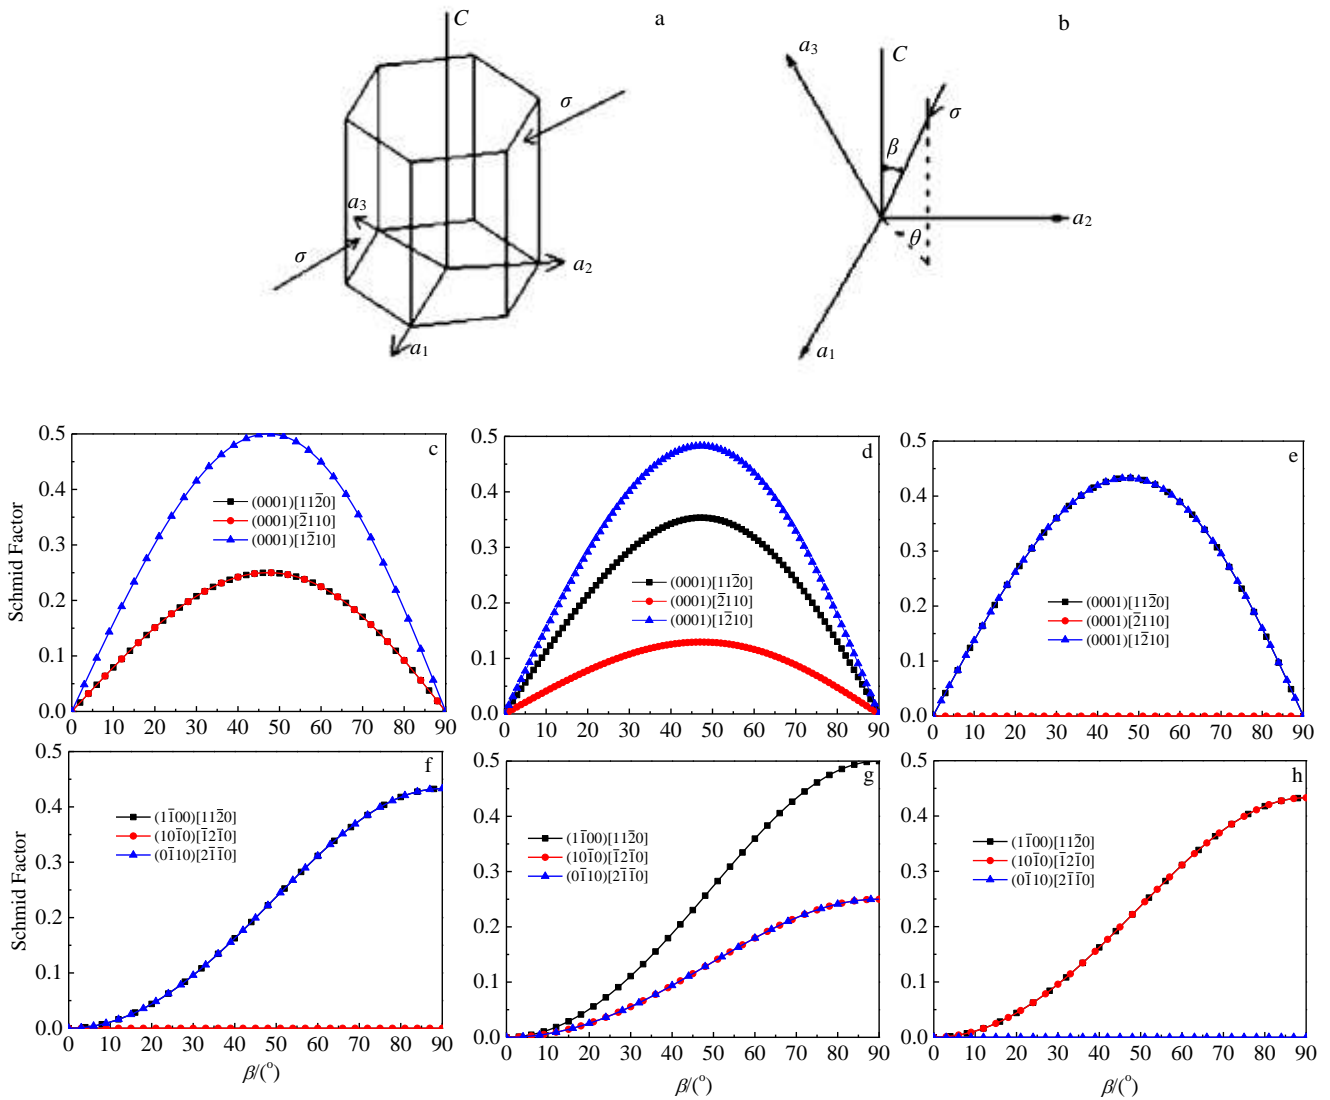 a
C
σ
a3
σ
a2
a1
b
a3
C
σ
β
a2
θ
a1
Schmid Factor
0.5
0.4
0.3
0.2
0.1
0.0
c
(0001)[112̄0]
(0001)[2̄110]
(0001)[12̄10]
0 10 20 30 40 50 60 70 80 90
0.5
0.4
0.3
0.2
0.1
0.0
d
(0001)[112̄0]
(0001)[2̄110]
(0001)[12̄10]
0 10 20 30 40 50 60 70 80 90
0.5
0.4
0.3
0.2
0.1
0.0
e
(0001)[112̄0]
(0001)[2̄110]
(0001)[12̄10]
0 10 20 30 40 50 60 70 80 90
Schmid Factor
0.5
0.4
0.3
0.2
0.1
0.0
f
(11̄00)[112̄0]
(101̄0)[1̄21̄0]
(01̄10)[21̄1̄0]
0 10 20 30 40 50 60 70 80 90
β/(°)
0.5
0.4
0.3
0.2
0.1
0.0
g
(11̄00)[112̄0]
(101̄0)[1̄21̄0]
(01̄10)[21̄1̄0]
0 10 20 30 40 50 60 70 80 90
β/(°)
0.5
0.4
0.3
0.2
0.1
0.0
h
(11̄00)[112̄0]
(101̄0)[1̄21̄0]
(01̄10)[21̄1̄0]
0 10 20 30 40 50 60 70 80 90
β/(°)